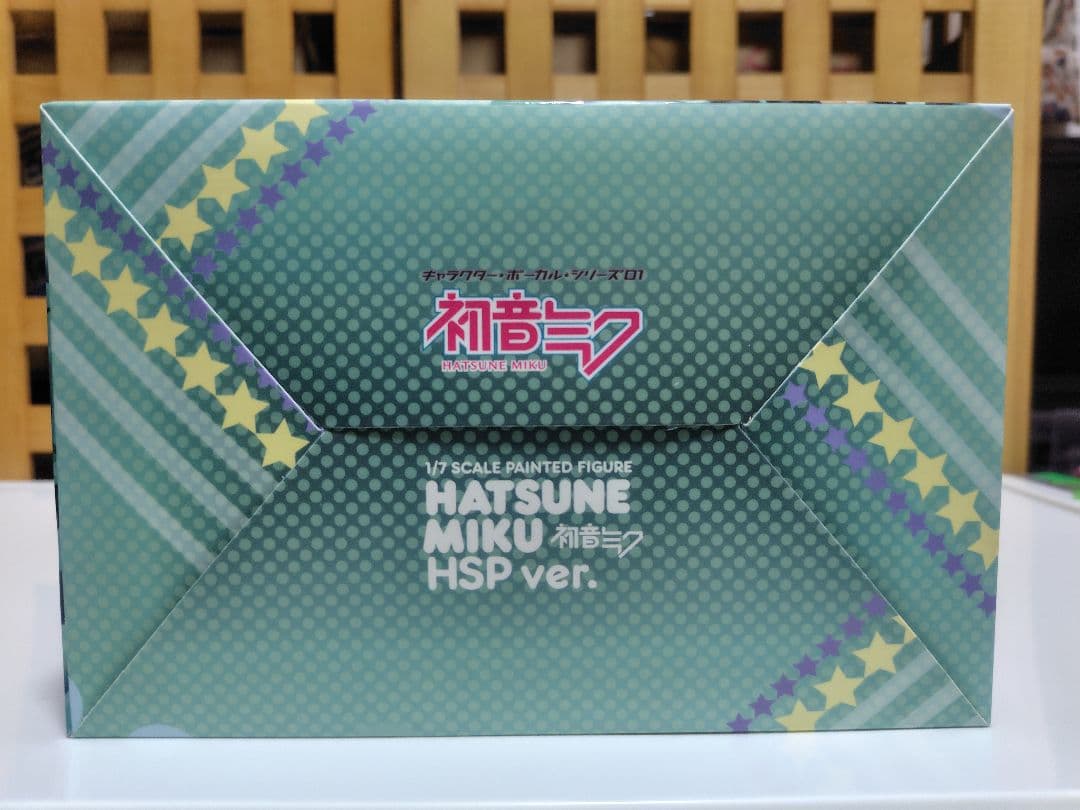 キャラクター・ボーカル・シリーズ01
初音ミク
HATSUNE MIKU
1/7 SCALE PAINTED FIGURE
HATSUNE
MIKU 初音ミク
HSP ver.